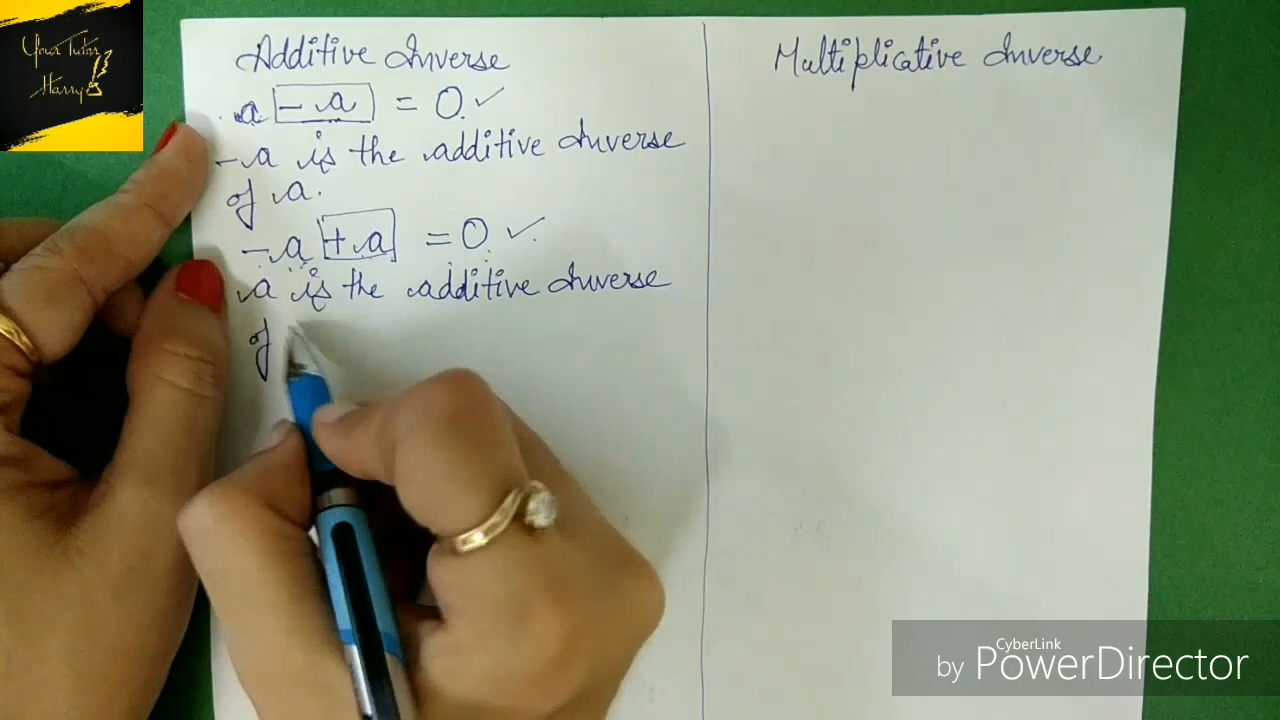 Your Tutor
Harry
Additive Inverse
a - a = 0 ✓
-a is the additive Inverse
of a.
-a + a = 0 ✓
a is the additive Inverse
of
Multiplicative Inverse
CyberLink
by PowerDirector